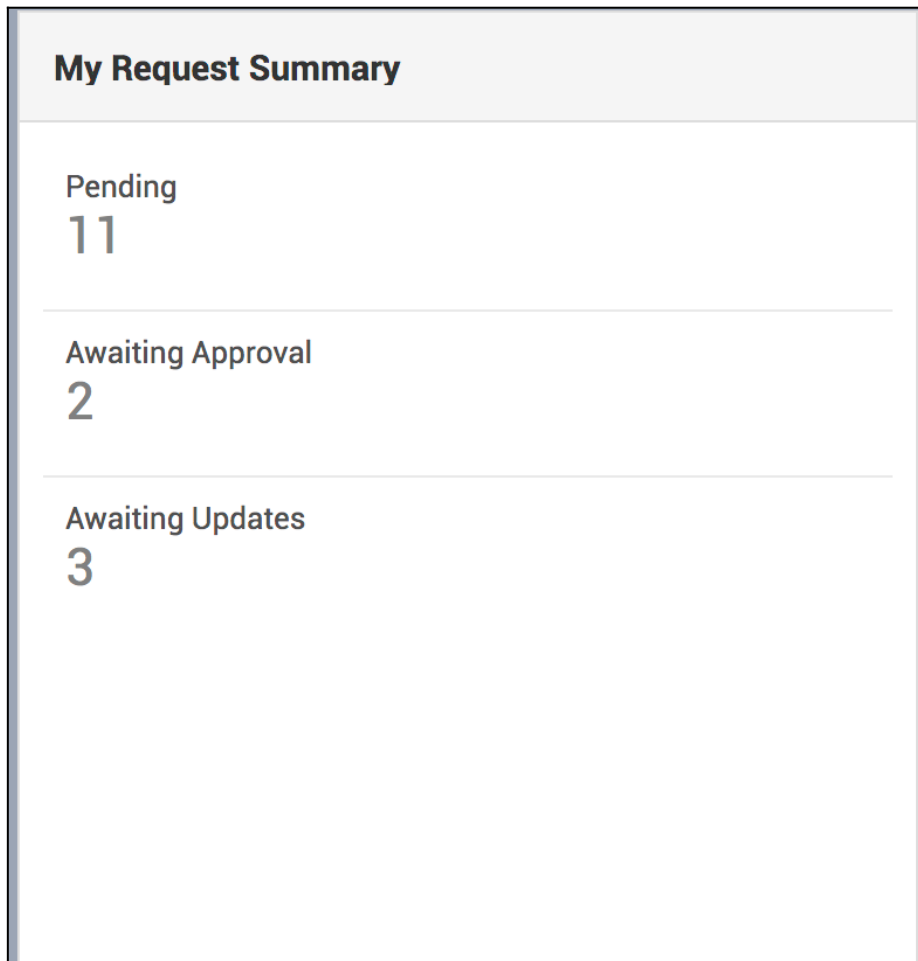 My Request Summary
Pending
11
Awaiting Approval
2
Awaiting Updates
3